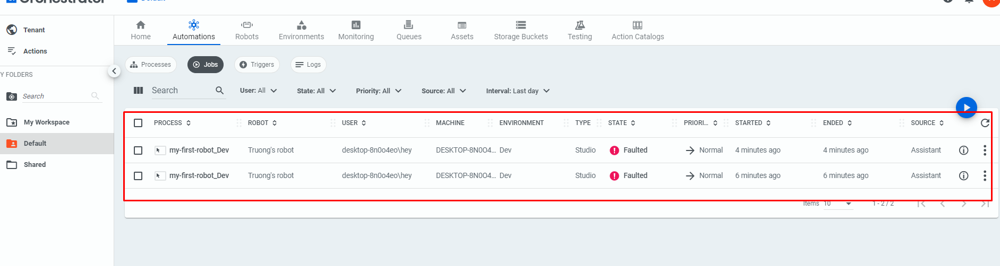 Orchestrator
Default
Tenant
Actions
Y FOLDERS
Search
My Workspace
Default
Shared
Home
Automations
Robots
Environments
Monitoring
Queues
Assets
Storage Buckets
Testing
Action Catalogs
Processes
Jobs
Triggers
Logs
Search
User: All
State: All
Priority: All
Source: All
Interval: Last day
PROCESS ROBOT USER MACHINE ENVIRONMENT TYPE STATE PRIORI... STARTED ENDED SOURCE
my-first-robot_Dev Truong's robot desktop-8n0o4eo\hey DESKTOP-8N0O4... Dev Studio Faulted Normal 4 minutes ago 4 minutes ago Assistant
my-first-robot_Dev Truong's robot desktop-8n0o4eo\hey DESKTOP-8N0O4... Dev Studio Faulted Normal 6 minutes ago 6 minutes ago Assistant
Items 10 1 - 2 / 2